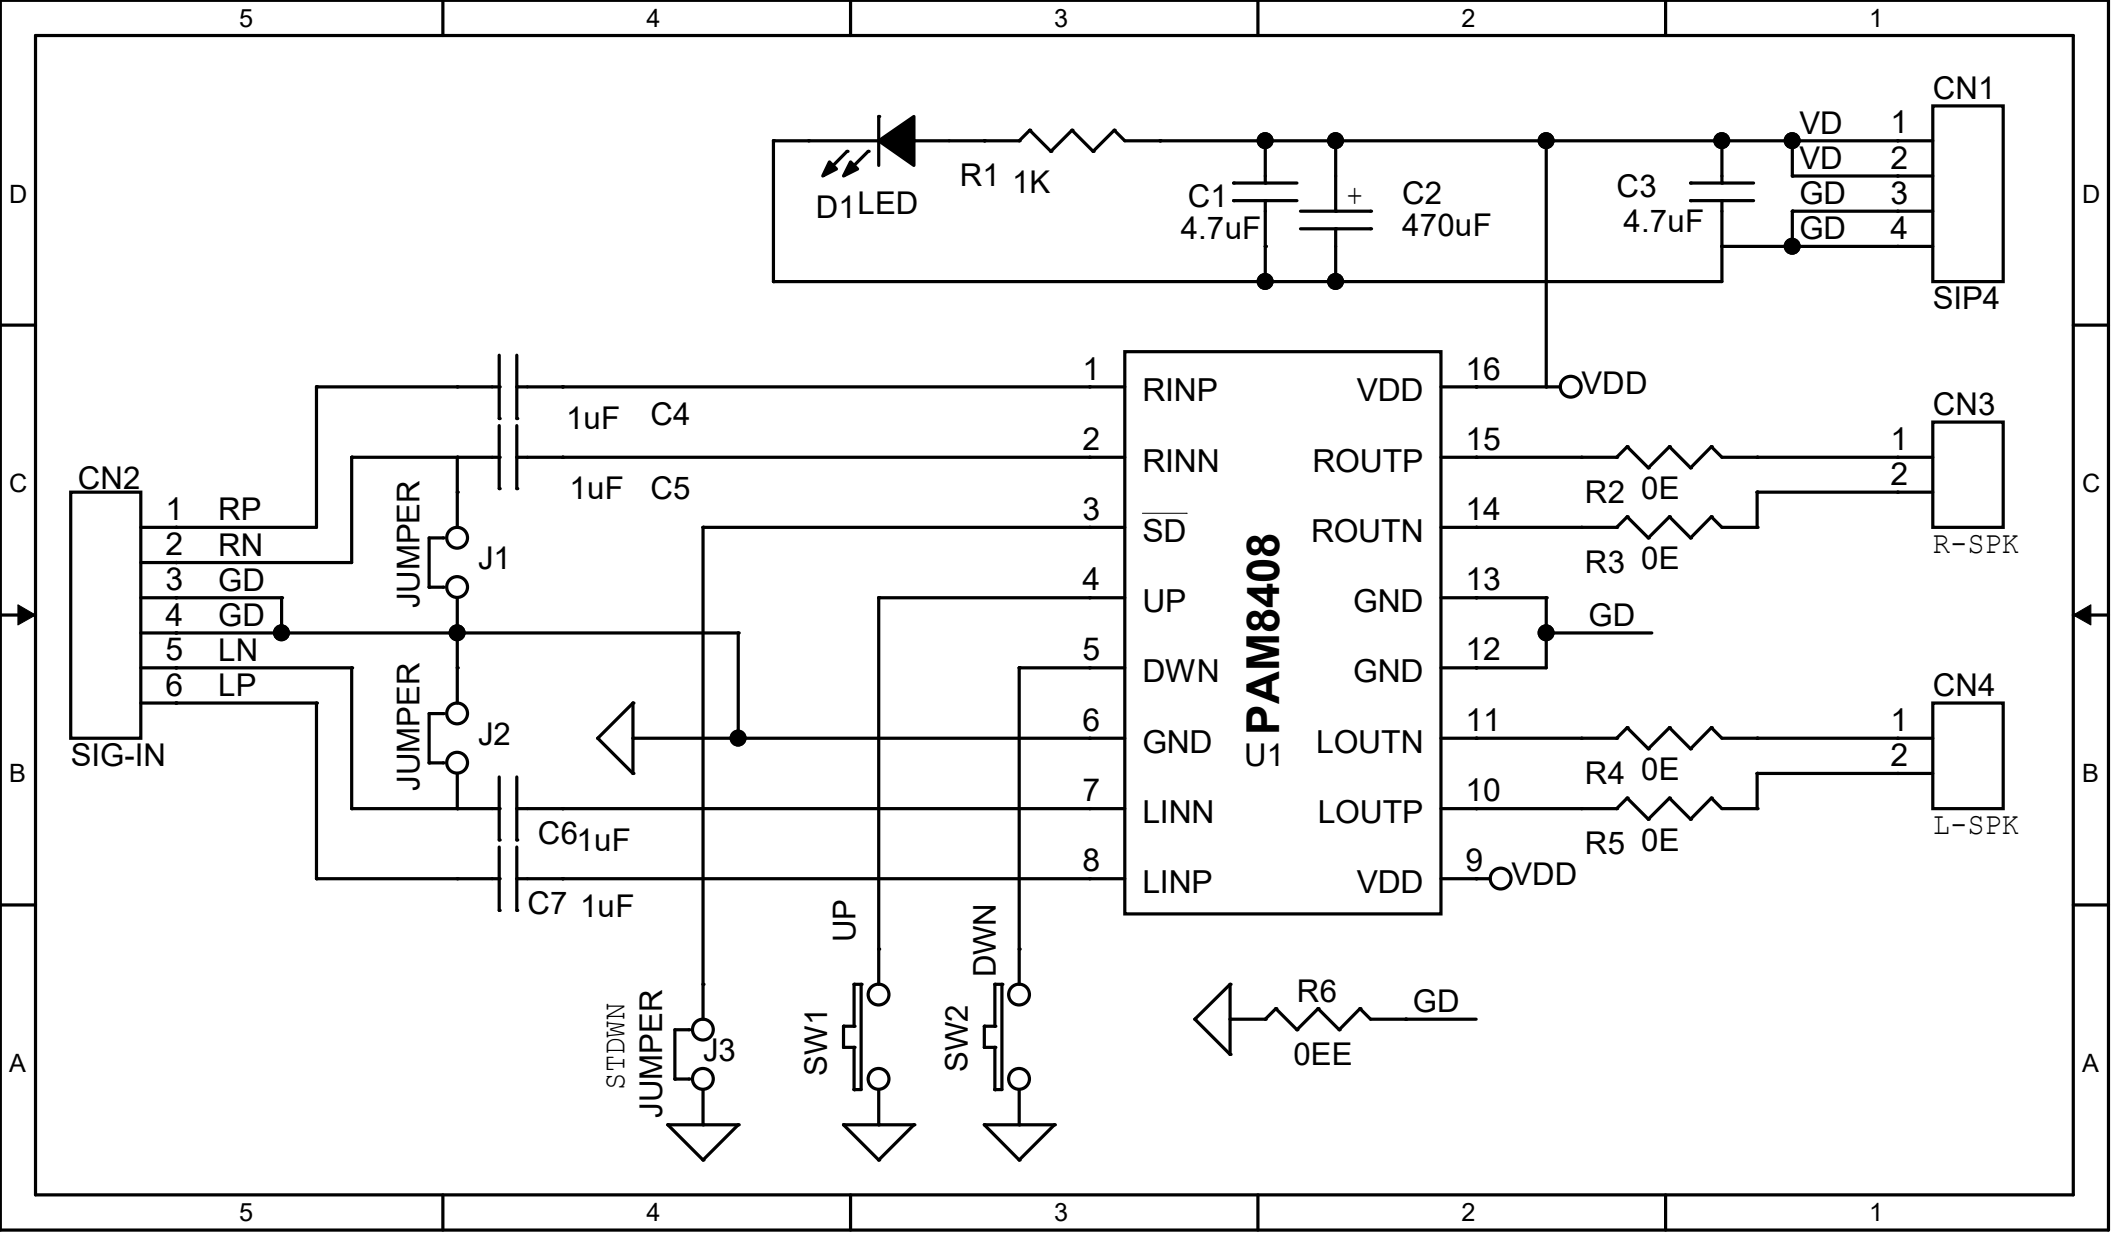 5 4 3 2 1
D
D
C
C
B
B
A
A
CN1
VD 1
VD 2
GD 3
GD 4
SIP4
D1 LED
R1 1K
C1
4.7uF
+
C2
470uF
C3
4.7uF
1uF C4
1uF C5
CN2
1 RP
2 RN
3 GD
4 GD
5 LN
6 LP
SIG-IN
JUMPER
J1
JUMPER
J2
C6 1uF
C7 1uF
1 RINP
2 RINN
3 SD
4 UP
5 DWN
6 GND
7 LINN
8 LINP
PAM8408
U1
VDD 16 VDD
ROUTP 15
ROUTN 14
GND 13
GND 12
LOUTN 11
LOUTP 10
VDD 9 VDD
GD
R2 0E
R3 0E
R4 0E
R5 0E
CN3
1
2
R-SPK
CN4
1
2
L-SPK
STDWN
JUMPER
J3
UP
SW1
DWN
SW2
R6
GD
0EE
5 4 3 2 1